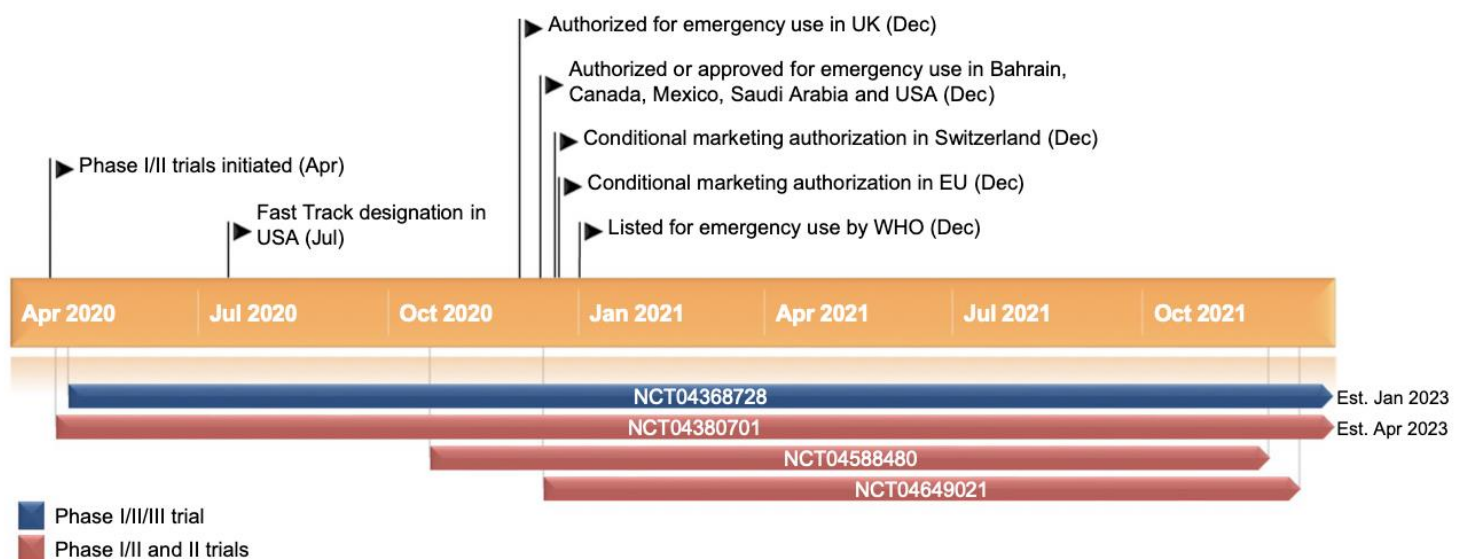 Authorized for emergency use in UK (Dec)
Authorized or approved for emergency use in Bahrain,
Canada, Mexico, Saudi Arabia and USA (Dec)
Conditional marketing authorization in Switzerland (Dec)
Phase I/II trials initiated (Apr)
Conditional marketing authorization in EU (Dec)
Fast Track designation in
USA (Jul)
Listed for emergency use by WHO (Dec)
Apr 2020 Jul 2020 Oct 2020 Jan 2021 Apr 2021 Jul 2021 Oct 2021
NCT04368728 Est. Jan 2023
NCT04380701 Est. Apr 2023
NCT04588480
NCT04649021
Phase I/II/III trial
Phase I/II and II trials